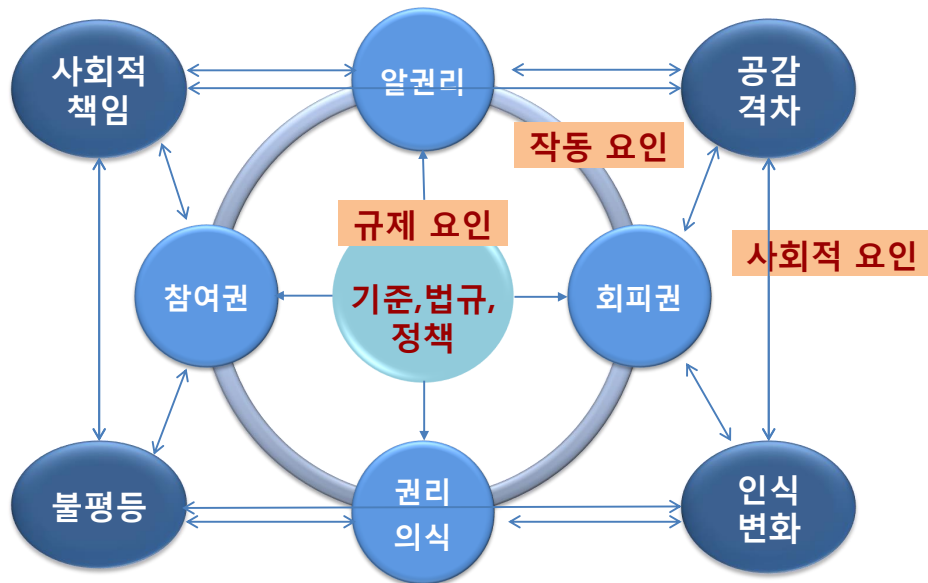 사회적
책임
알권리
공감
격차
작동 요인
규제 요인
사회적 요인
참여권
기준,법규,
정책
회피권
불평등
권리
의식
인식
변화